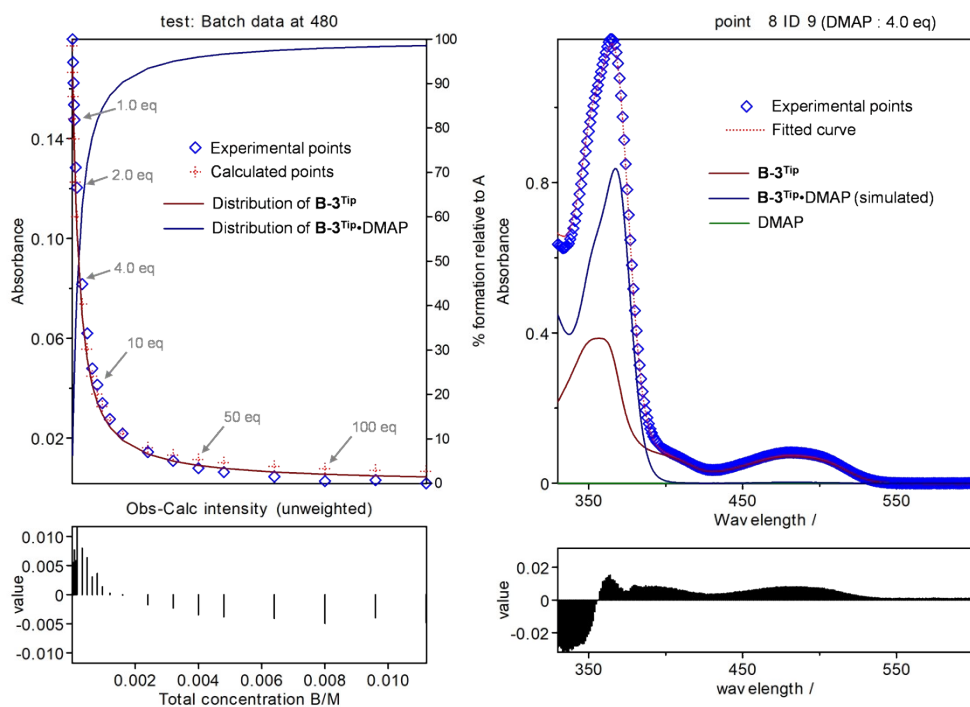 test: Batch data at 480
0.14
0.10
0.06
0.02
Absorbance
100
90
80
70
60
50
40
30
20
10
0
% formation relative to A
1.0 eq
2.0 eq
4.0 eq
10 eq
50 eq
100 eq
Experimental points
Calculated points
Distribution of B-3Tip
Distribution of B-3Tip•DMAP
Obs-Calc intensity (unweighted)
0.010
0.005
0
-0.005
-0.010
value
0.002
0.004
0.006
0.008
0.010
Total concentration B/M
point 8 ID 9 (DMAP : 4.0 eq)
0.8
0.4
0
Absorbance
Experimental points
Fitted curve
B-3Tip
B-3Tip•DMAP (simulated)
DMAP
350
450
550
Wavelength /
0.02
0
-0.02
value
350
450
550
wavelength /